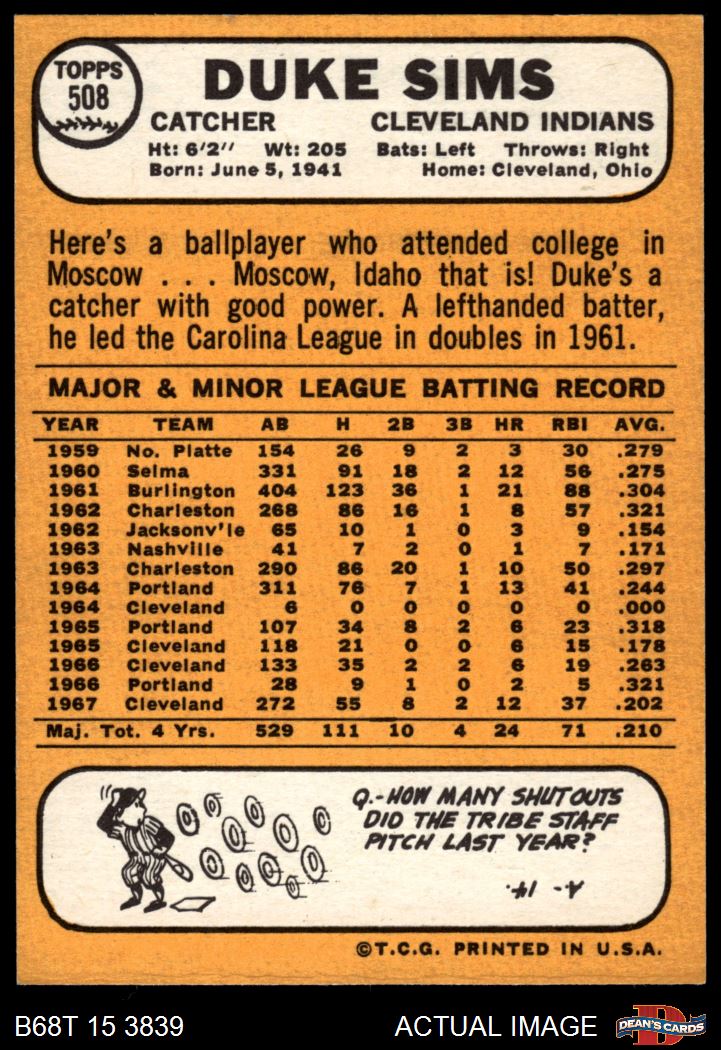 TOPPS
508
DUKE SIMS
CATCHER CLEVELAND INDIANS
Ht: 6'2" Wt: 205 Bats: Left Throws: Right
Born: June 5, 1941 Home: Cleveland, Ohio
Here's a ballplayer who attended college in
Moscow . . . Moscow, Idaho that is! Duke's a
catcher with good power. A lefthanded batter,
he led the Carolina League in doubles in 1961.
MAJOR & MINOR LEAGUE BATTING RECORD
YEAR TEAM AB H 2B 3B HR RBI AVG.
1959 No. Platte 154 26 9 2 3 30 .279
1960 Selma 331 91 18 2 12 56 .275
1961 Burlington 404 123 36 1 21 88 .304
1962 Charleston 268 86 16 1 8 57 .321
1962 Jacksonv'le 65 10 1 0 3 9 .154
1963 Nashville 41 7 2 0 1 7 .171
1963 Charleston 290 86 20 1 10 50 .297
1964 Portland 311 76 7 1 13 41 .244
1964 Cleveland 6 0 0 0 0 0 .000
1965 Portland 107 34 8 2 6 23 .318
1965 Cleveland 118 21 0 0 6 15 .178
1966 Cleveland 133 35 2 2 6 19 .263
1966 Portland 28 9 1 0 2 5 .321
1967 Cleveland 272 55 8 2 12 37 .202
Maj. Tot. 4 Yrs. 529 111 10 4 24 71 .210
Q.-HOW MANY SHUTOUTS
DID THE TRIBE STAFF
PITCH LAST YEAR?
A- 14.
©T.C.G. PRINTED IN U.S.A.
B68T 15 3839 ACTUAL IMAGE DEAN'S CARDS